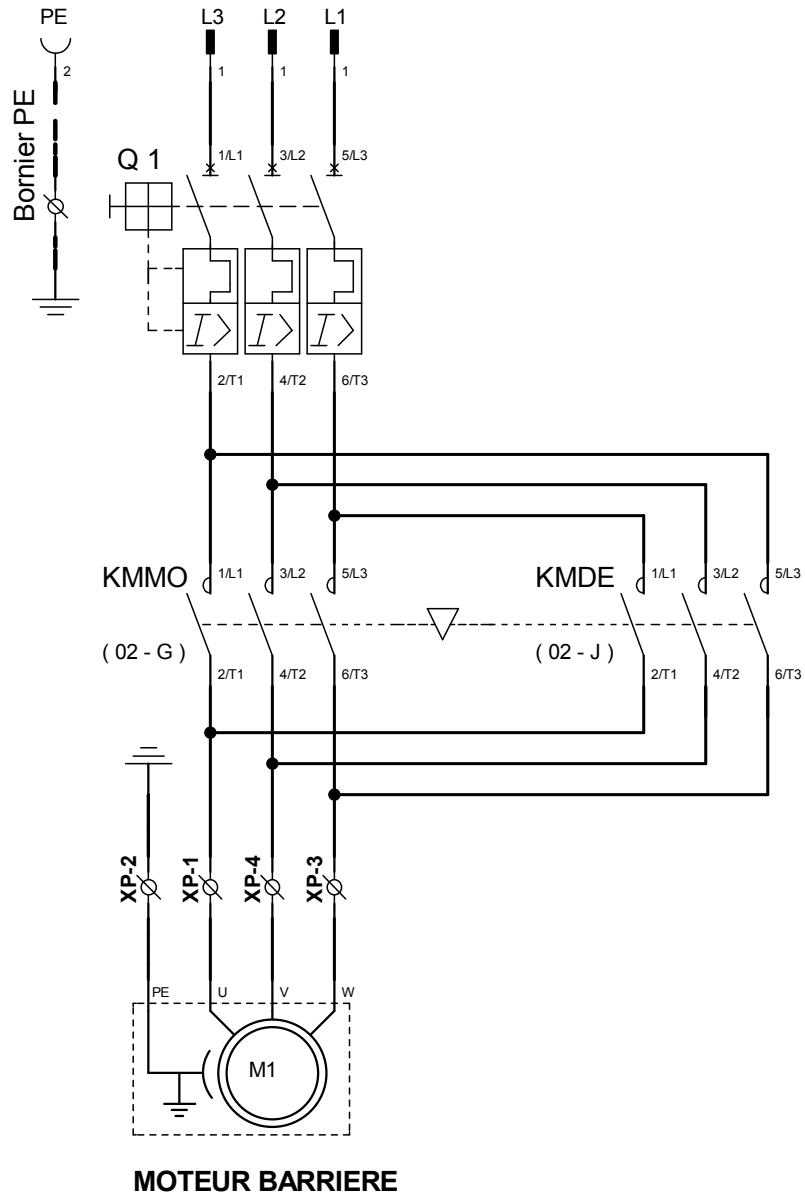 PE L3 L2 L1
2 1 1 1
Bornier PE
Q 1
1/L1 3/L2 5/L3
2/T1 4/T2 6/T3
KMMO 1/L1 3/L2 5/L3
KMDE 1/L1 3/L2 5/L3
( 02 - G )
( 02 - J )
2/T1 4/T2 6/T3
2/T1 4/T2 6/T3
XP-2 XP-1 XP-4 XP-3
PE U V W
M1
MOTEUR BARRIERE